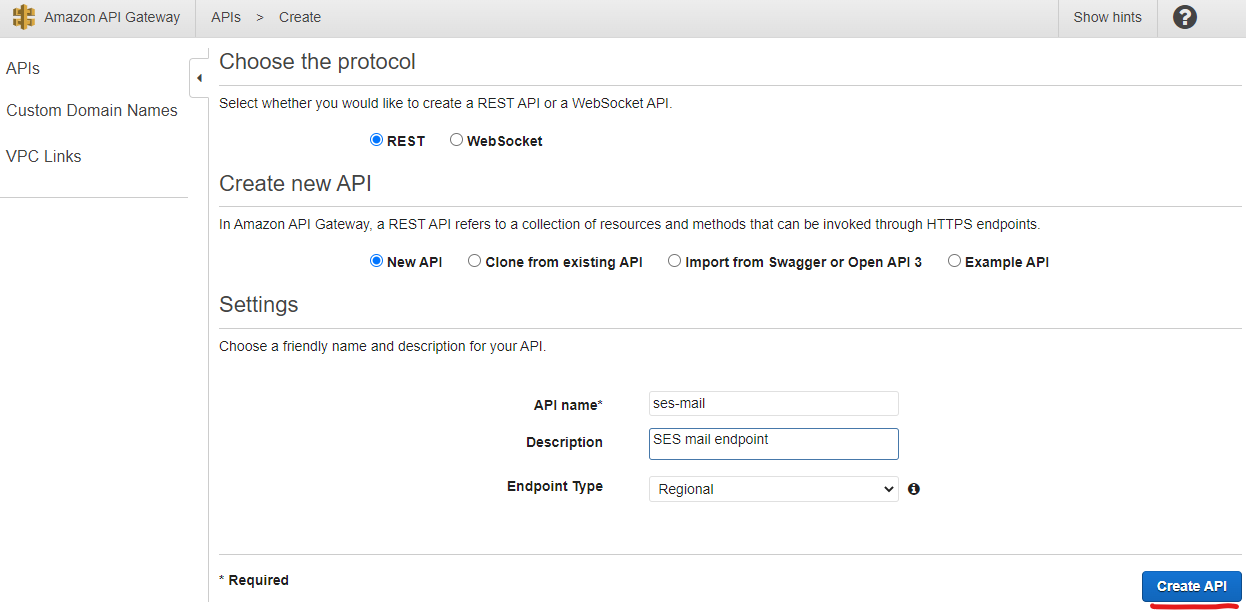 Amazon API Gateway APIs > Create Show hints ?
APIs
Custom Domain Names
VPC Links
Choose the protocol
Select whether you would like to create a REST API or a WebSocket API.
REST WebSocket
Create new API
In Amazon API Gateway, a REST API refers to a collection of resources and methods that can be invoked through HTTPS endpoints.
New API Clone from existing API Import from Swagger or Open API 3 Example API
Settings
Choose a friendly name and description for your API.
API name* ses-mail
Description SES mail endpoint
Endpoint Type Regional
* Required
Create API